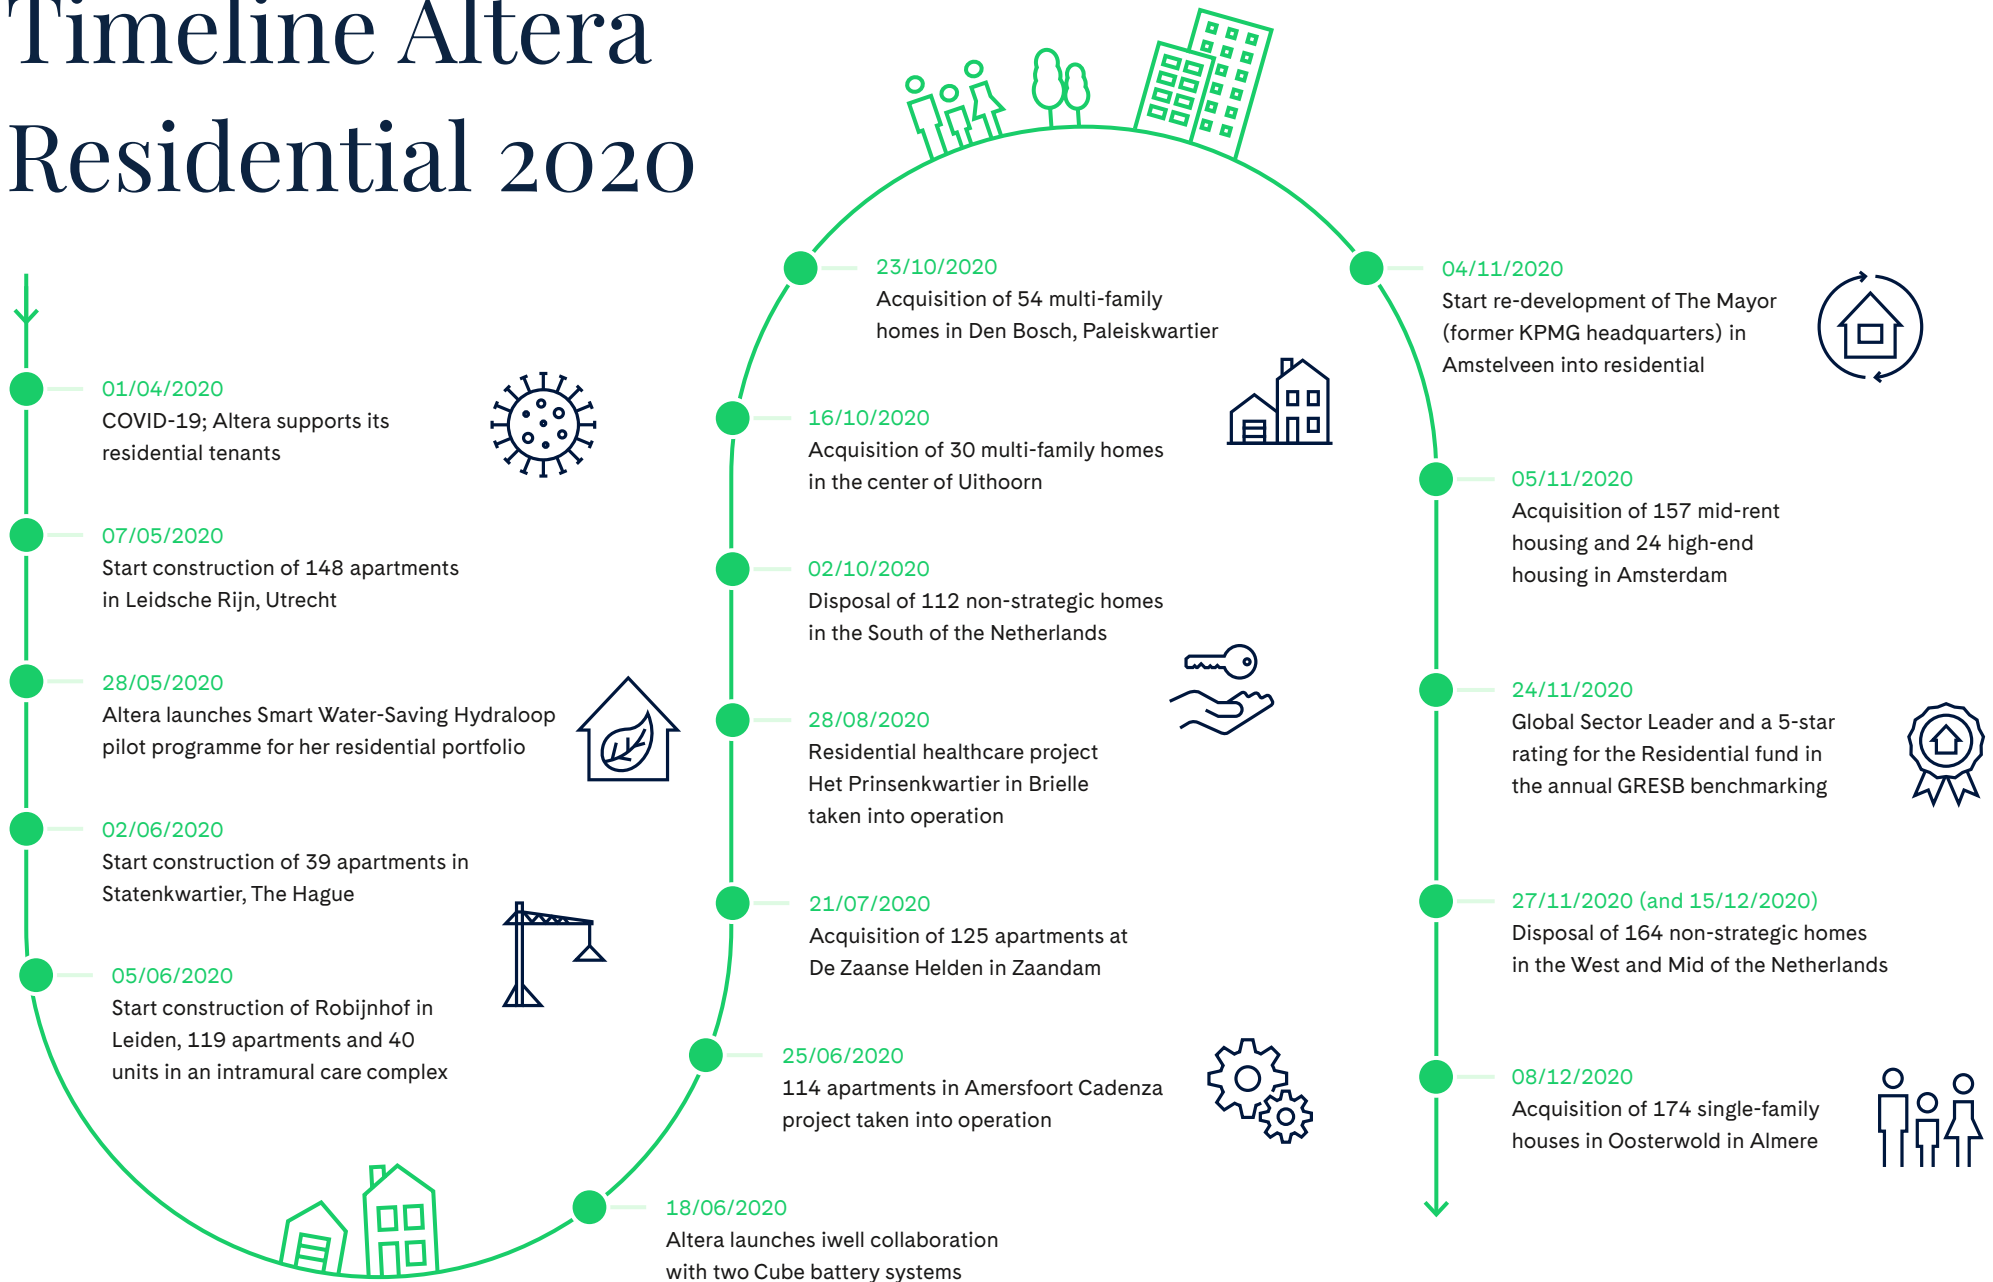 Timeline Altera
Residential 2020
01/04/2020
COVID-19; Altera supports its
residential tenants
07/05/2020
Start construction of 148 apartments
in Leidsche Rijn, Utrecht
28/05/2020
Altera launches Smart Water-Saving Hydraloop
pilot programme for her residential portfolio
02/06/2020
Start construction of 39 apartments in
Statenkwartier, The Hague
05/06/2020
Start construction of Robijnhof in
Leiden, 119 apartments and 40
units in an intramural care complex
18/06/2020
Altera launches iwell collaboration
with two Cube battery systems
25/06/2020
114 apartments in Amersfoort Cadenza
project taken into operation
21/07/2020
Acquisition of 125 apartments at
De Zaanse Helden in Zaandam
28/08/2020
Residential healthcare project
Het Prinsenkwartier in Brielle
taken into operation
02/10/2020
Disposal of 112 non-strategic homes
in the South of the Netherlands
16/10/2020
Acquisition of 30 multi-family homes
in the center of Uithoorn
23/10/2020
Acquisition of 54 multi-family
homes in Den Bosch, Paleiskwartier
04/11/2020
Start re-development of The Mayor
(former KPMG headquarters) in
Amstelveen into residential
05/11/2020
Acquisition of 157 mid-rent
housing and 24 high-end
housing in Amsterdam
24/11/2020
Global Sector Leader and a 5-star
rating for the Residential fund in
the annual GRESB benchmarking
27/11/2020 (and 15/12/2020)
Disposal of 164 non-strategic homes
in the West and Mid of the Netherlands
08/12/2020
Acquisition of 174 single-family
houses in Oosterwold in Almere